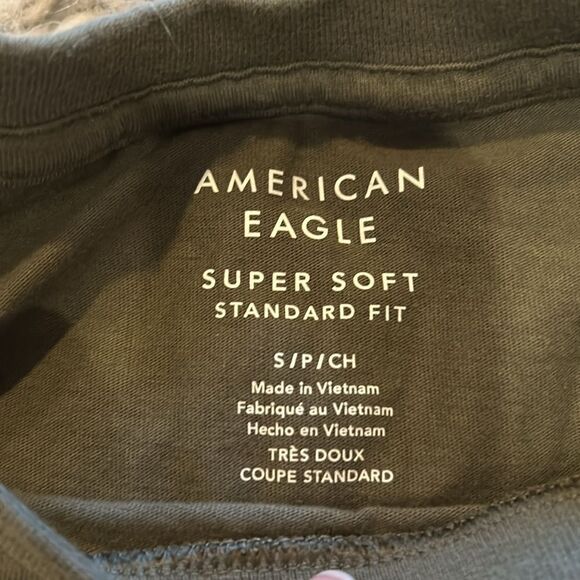 AMERICAN
EAGLE
SUPER SOFT
STANDARD FIT
S/P/CH
Made in Vietnam
Fabriqué au Vietnam
Hecho en Vietnam
TRÈS DOUX
COUPE STANDARD